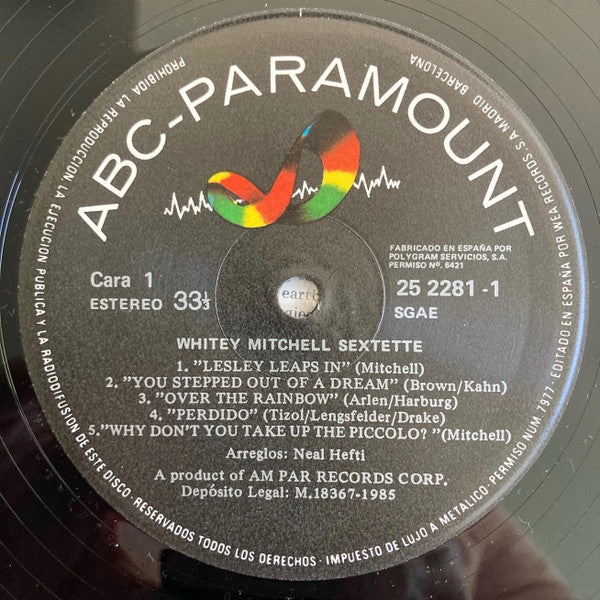 ABC-PARAMOUNT
PROHIBIDA LA REPRODUCCION, LA EJECUCION PUBLICA Y LA RADIODIFUSION DE ESTE DISCO · RESERVADOS TODOS LOS DERECHOS · IMPUESTO DE LUJO A METALICO - PERMISO NUM 7977 - EDITADO EN ESPAÑA POR WEA RECORDS, S.A. MADRID BARCELONA
FABRICADO EN ESPAÑA POR
POLYGRAM SERVICIOS, S.A.
PERMISO Nº. 6421
Cara 1
ESTEREO 33⅓
25 2281 -1
SGAE
WHITEY MITCHELL SEXTETTE
1. "LESLEY LEAPS IN" (Mitchell)
2. "YOU STEPPED OUT OF A DREAM" (Brown/Kahn)
3. "OVER THE RAINBOW" (Arlen/Harburg)
4. "PERDIDO" (Tizol/Lengsfelder/Drake)
5."WHY DON'T YOU TAKE UP THE PICCOLO? "(Mitchell)
Arreglos: Neal Hefti
A product of AM PAR RECORDS CORP.
Depósito Legal: M.18367-1985